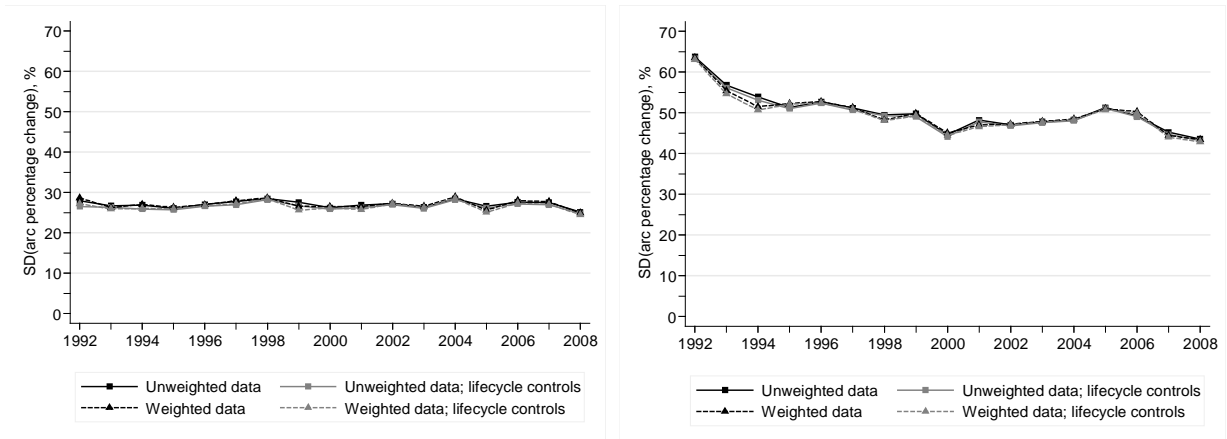 70
60
50
40
30
20
10
0
SD(arc percentage change), %
1992 1994 1996 1998 2000 2002 2004 2006 2008
Unweighted data Unweighted data; lifecycle controls
Weighted data Weighted data; lifecycle controls
70
60
50
40
30
20
10
0
SD(arc percentage change), %
1992 1994 1996 1998 2000 2002 2004 2006 2008
Unweighted data Unweighted data; lifecycle controls
Weighted data Weighted data; lifecycle controls